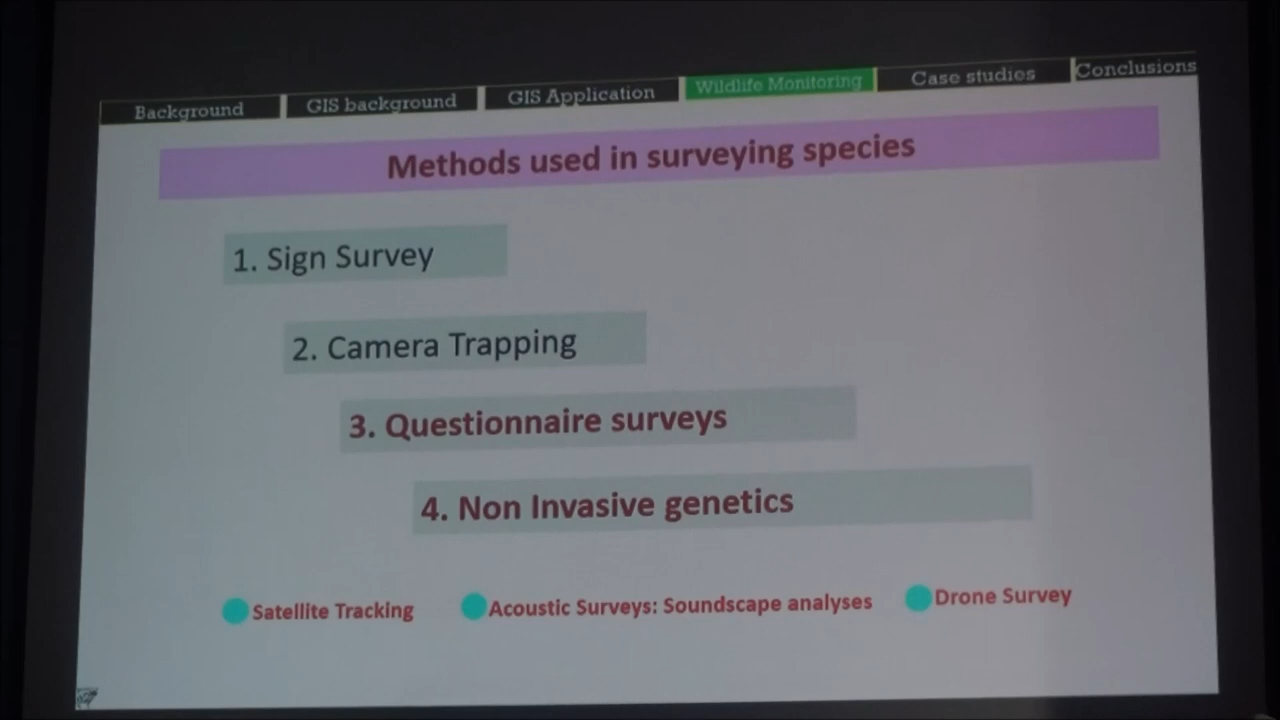 Background GIS background GIS Application Wildlife Monitoring Case studies Conclusions
Methods used in surveying species
1. Sign Survey
2. Camera Trapping
3. Questionnaire surveys
4. Non Invasive genetics
Satellite Tracking Acoustic Surveys: Soundscape analyses Drone Survey